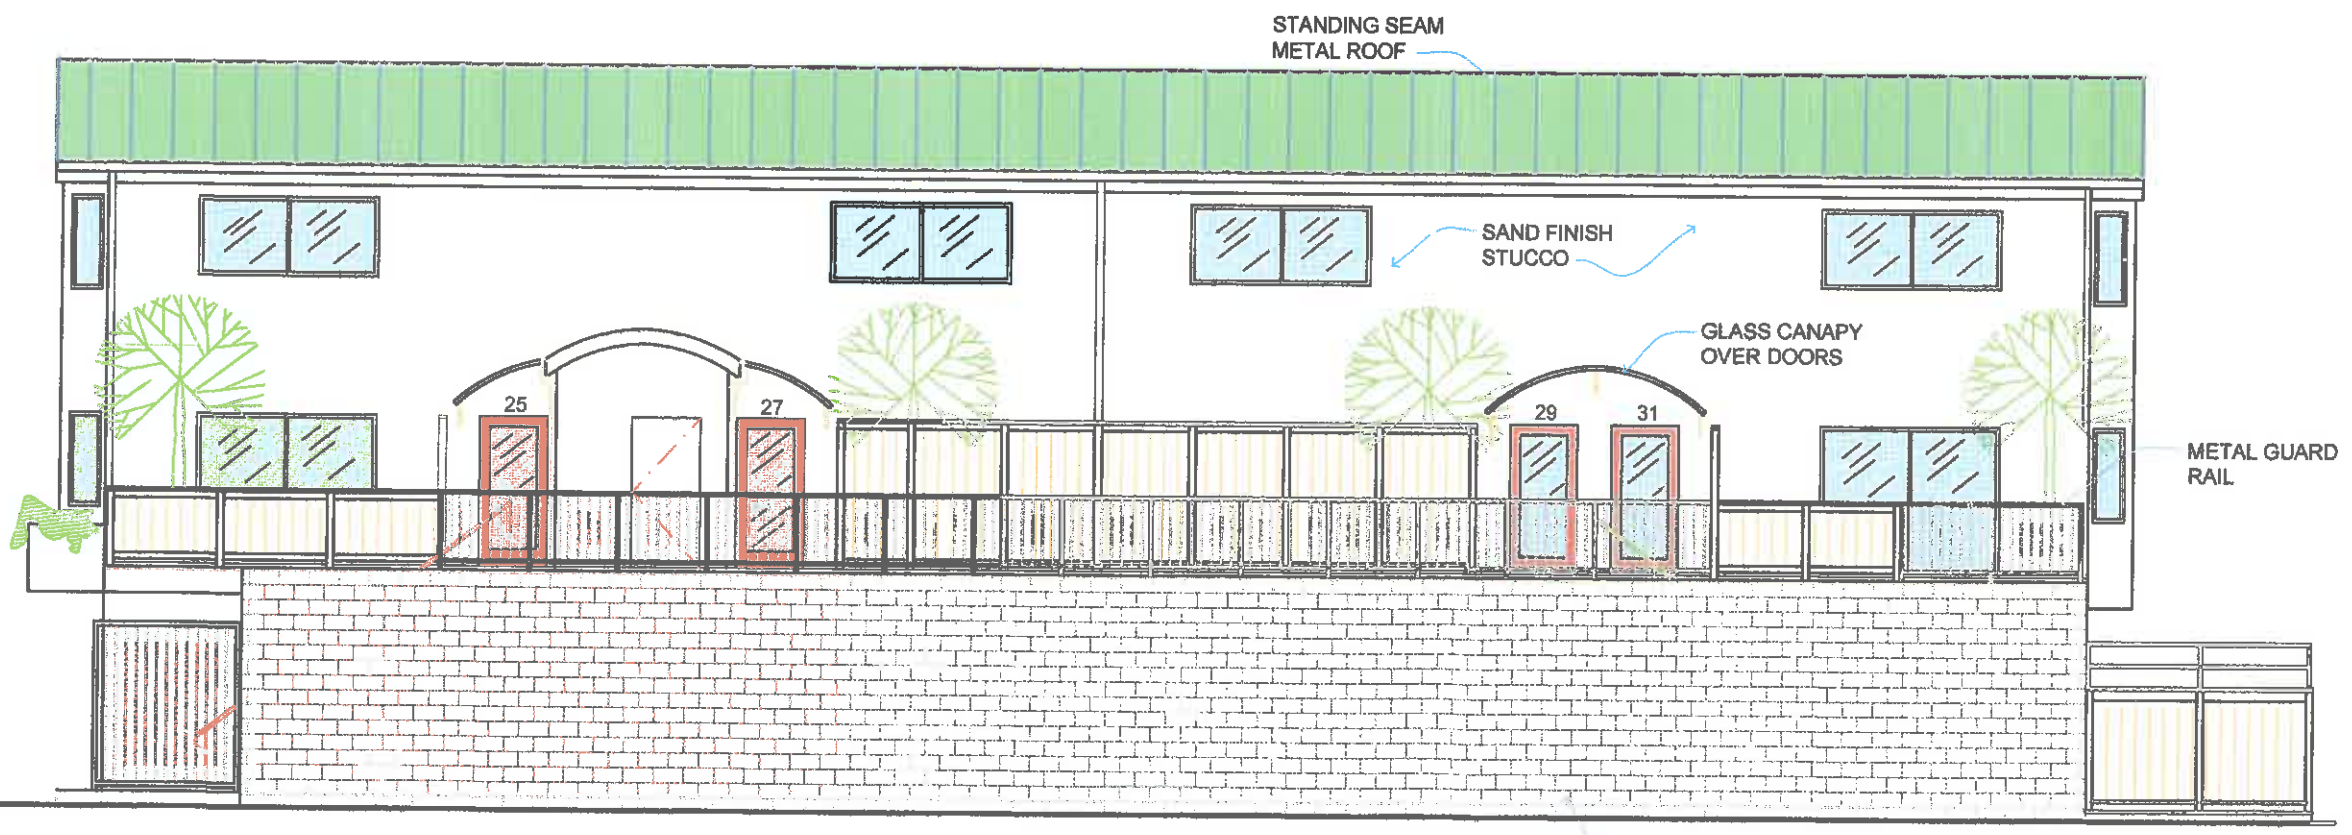 STANDING SEAM
METAL ROOF
SAND FINISH
STUCCO
GLASS CANAPY
OVER DOORS
25
27
29
31
METAL GUARD
RAIL